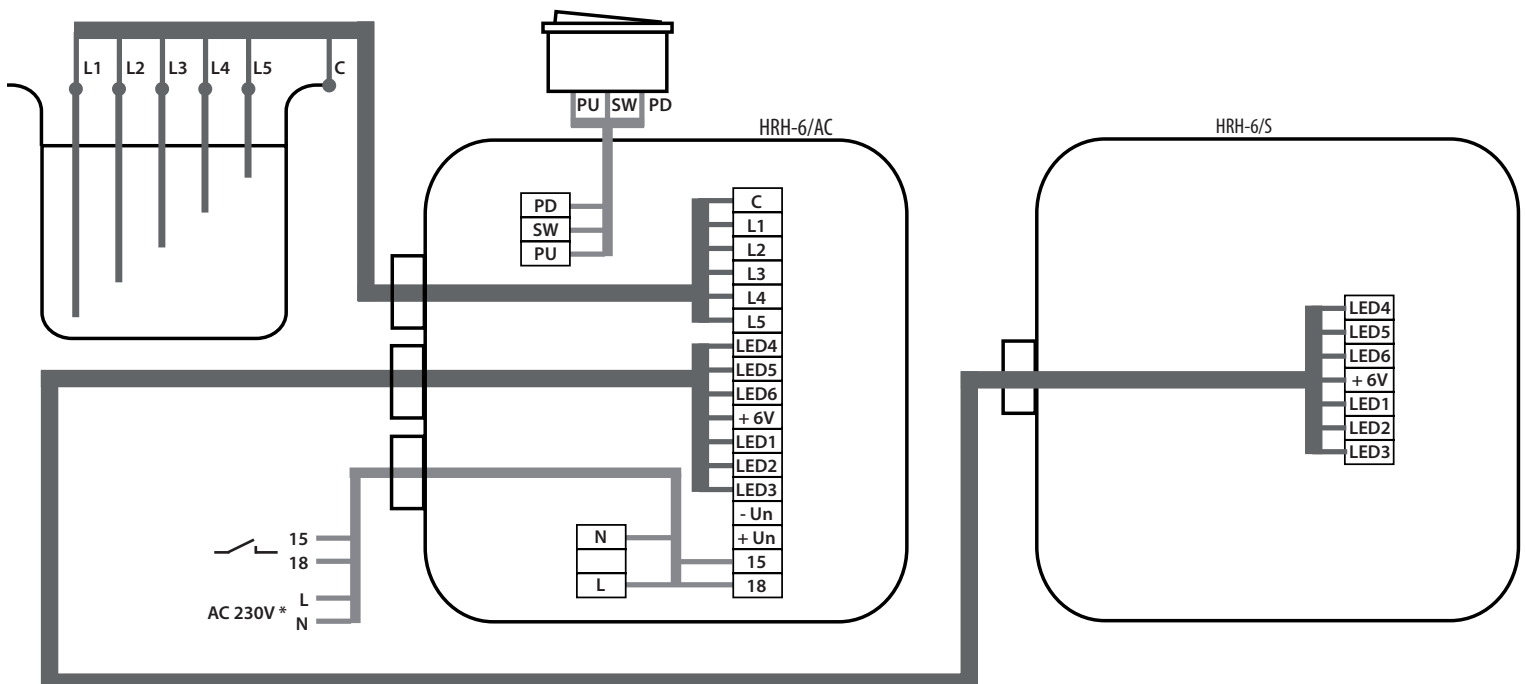 L1 L2 L3 L4 L5 C
PU SW PD
HRH-6/AC
HRH-6/S
PD
SW
PU
C
L1
L2
L3
L4
L5
LED4
LED5
LED6
+ 6V
LED1
LED2
LED3
- Un
+ Un
15
18
N
L
15
18
L
AC 230V *
N
LED4
LED5
LED6
+ 6V
LED1
LED2
LED3